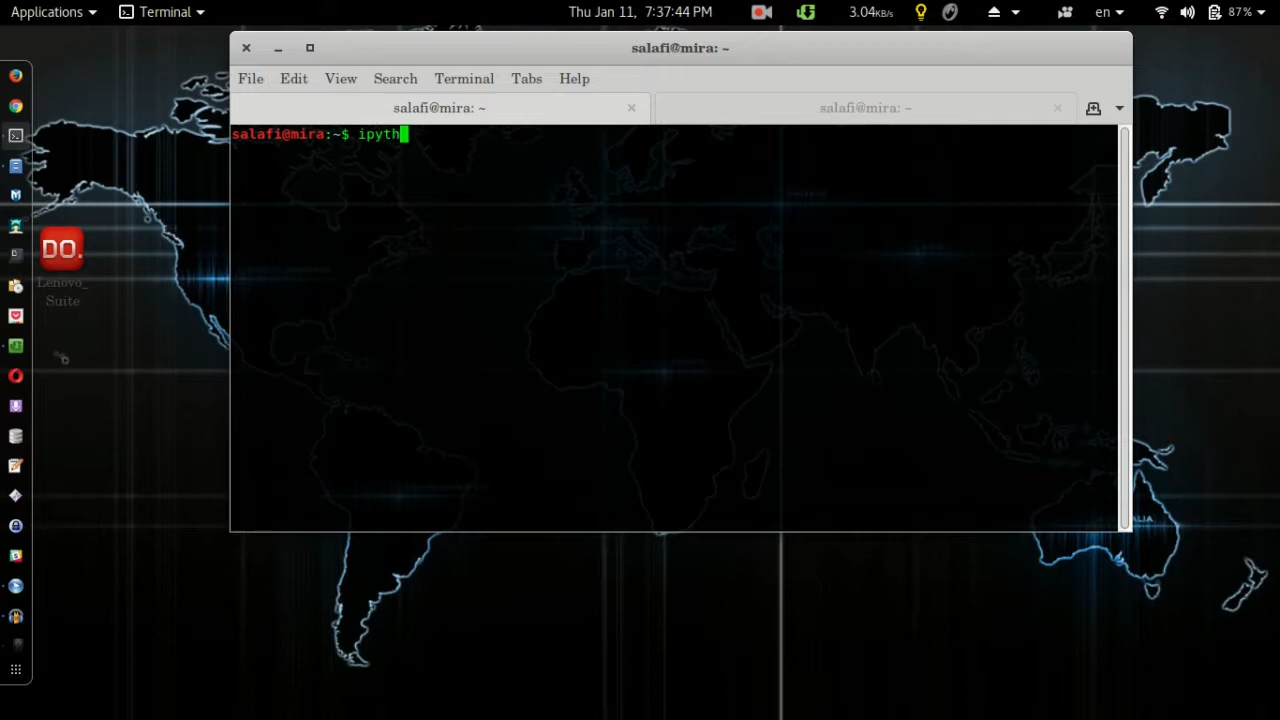 Applications Terminal Thu Jan 11, 7:37:44 PM 3.04KB/s en 87%
salafi@mira: ~
File Edit View Search Terminal Tabs Help
salafi@mira: ~ salafi@mira: ~
salafi@mira:~$ ipyth
DO.
Lenovo_
Suite
ALIA